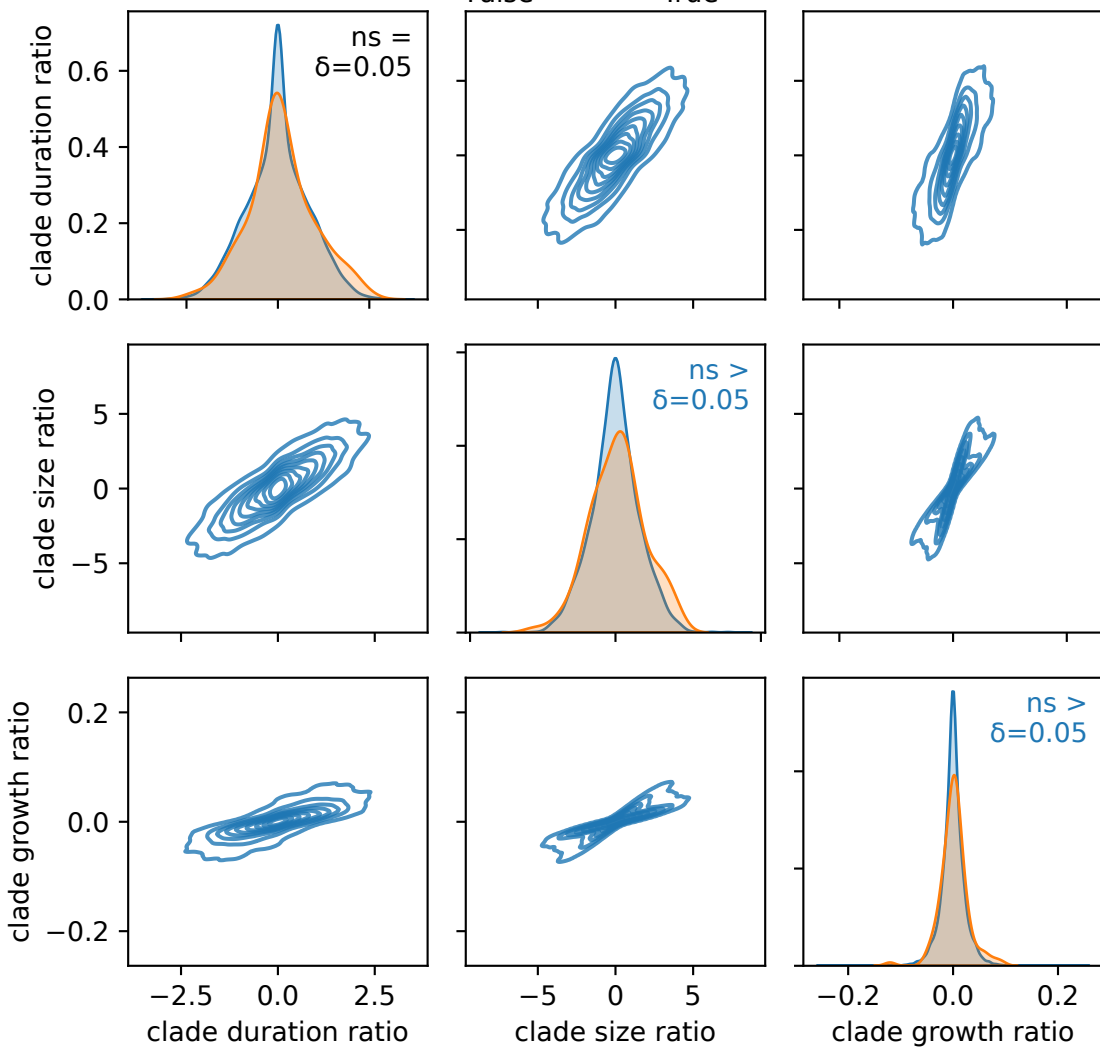 ns =
δ=0.05
clade duration ratio
0.6
0.4
0.2
0.0
ns >
δ=0.05
clade size ratio
5
0
−5
ns >
δ=0.05
clade growth ratio
0.2
0.0
−0.2
−2.5 0.0 2.5
−5 0 5
−0.2 0.0 0.2
clade duration ratio
clade size ratio
clade growth ratio